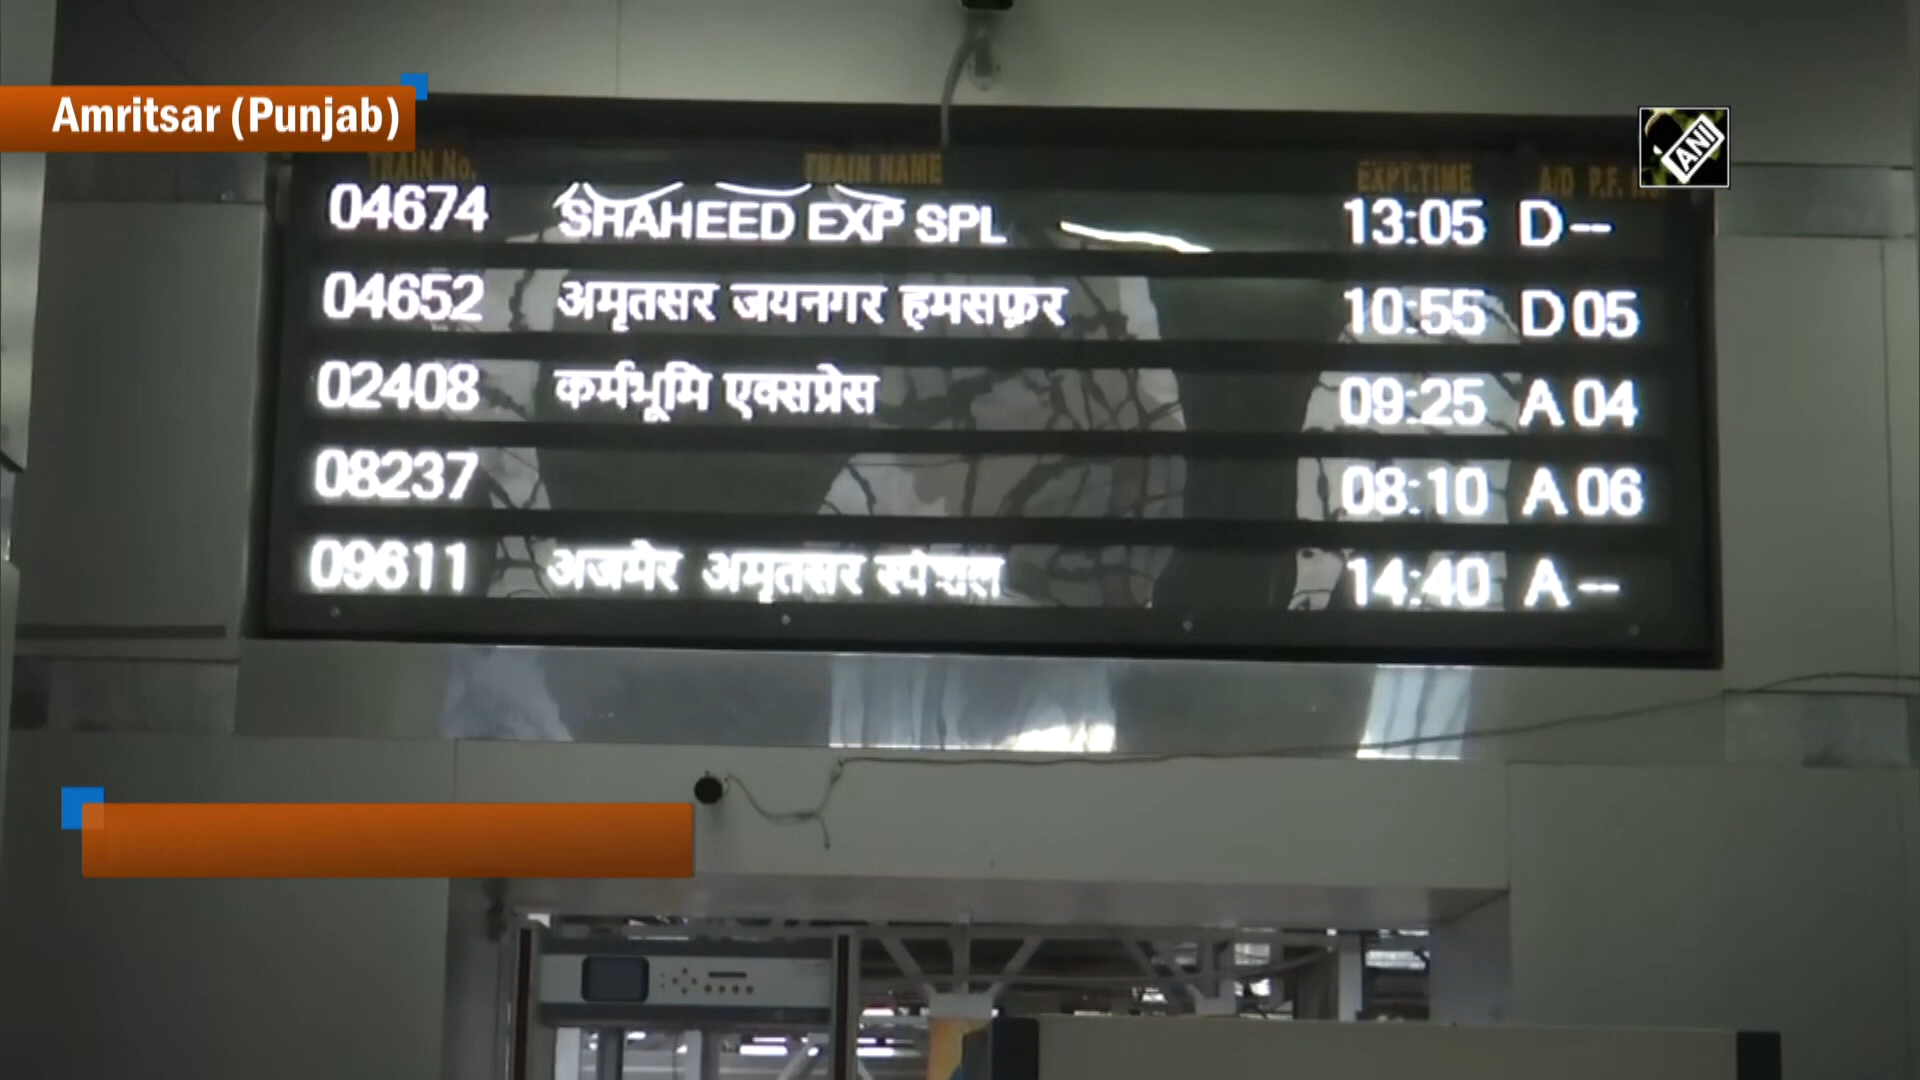 Amritsar (Punjab)
ANI
TRAIN No. TRAIN NAME EXPT.TIME A/D P.F.
04674 SHAHEED EXP SPL 13:05 D --
04652 अमृतसर जयनगर हमसफ़र 10:55 D 05
02408 कर्मभूमि एक्सप्रेस 09:25 A 04
08237 08:10 A 06
09611 अजमेर अमृतसर स्पेशल 14:40 A --